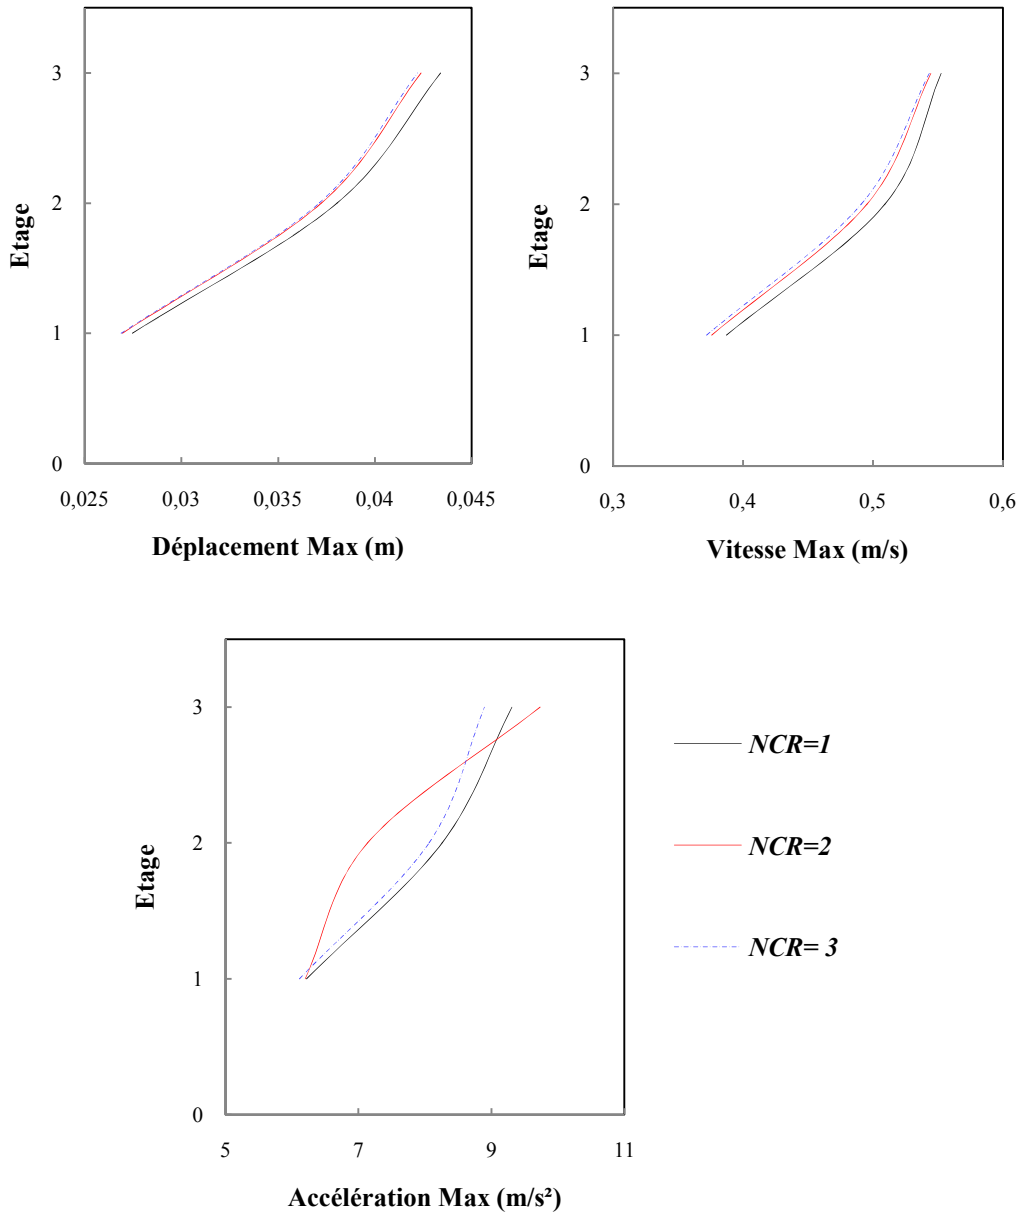 3
2
1
0
Etage
0,025
0,03
0,035
0,04
0,045
Déplacement Max (m)
3
2
1
0
Etage
0,3
0,4
0,5
0,6
Vitesse Max (m/s)
3
2
1
0
Etage
5
7
9
11
Accélération Max (m/s²)
NCR=1
NCR=2
NCR= 3